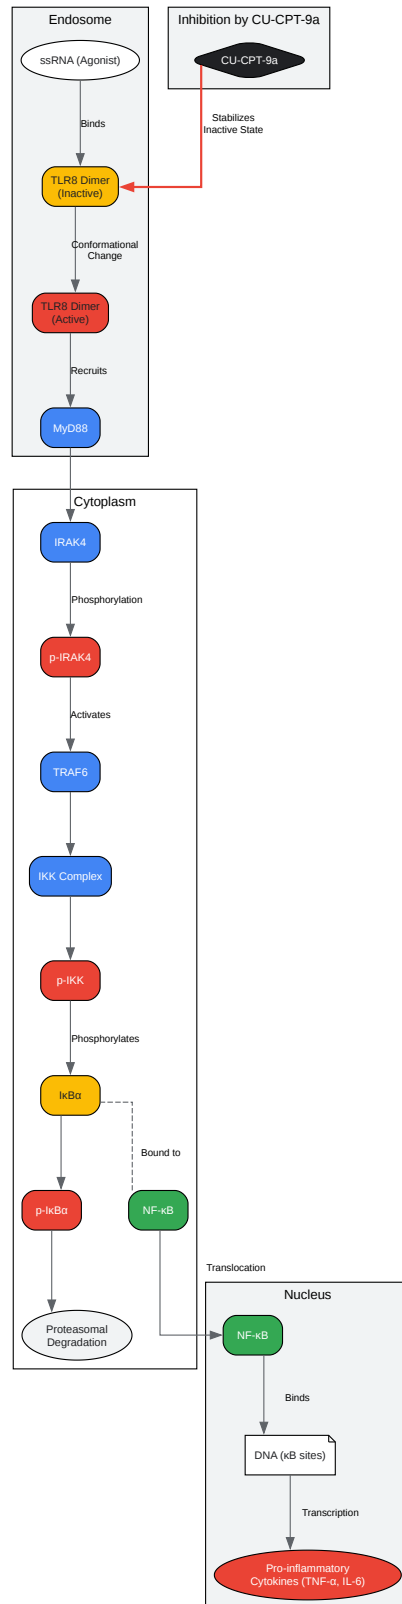 Endosome
Inhibition by CU-CPT-9a
ssRNA (Agonist)
CU-CPT-9a
Binds
Stabilizes
Inactive State
TLR8 Dimer
(Inactive)
Conformational
Change
TLR8 Dimer
(Active)
Recruits
MyD88
Cytoplasm
IRAK4
Phosphorylation
p-IRAK4
Activates
TRAF6
IKK Complex
p-IKK
Phosphorylates
IκBα
Bound to
p-IκBα
NF-κB
Translocation
Proteasomal
Degradation
Nucleus
NF-κB
Binds
DNA (κB sites)
Transcription
Pro-inflammatory
Cytokines (TNF-α, IL-6)